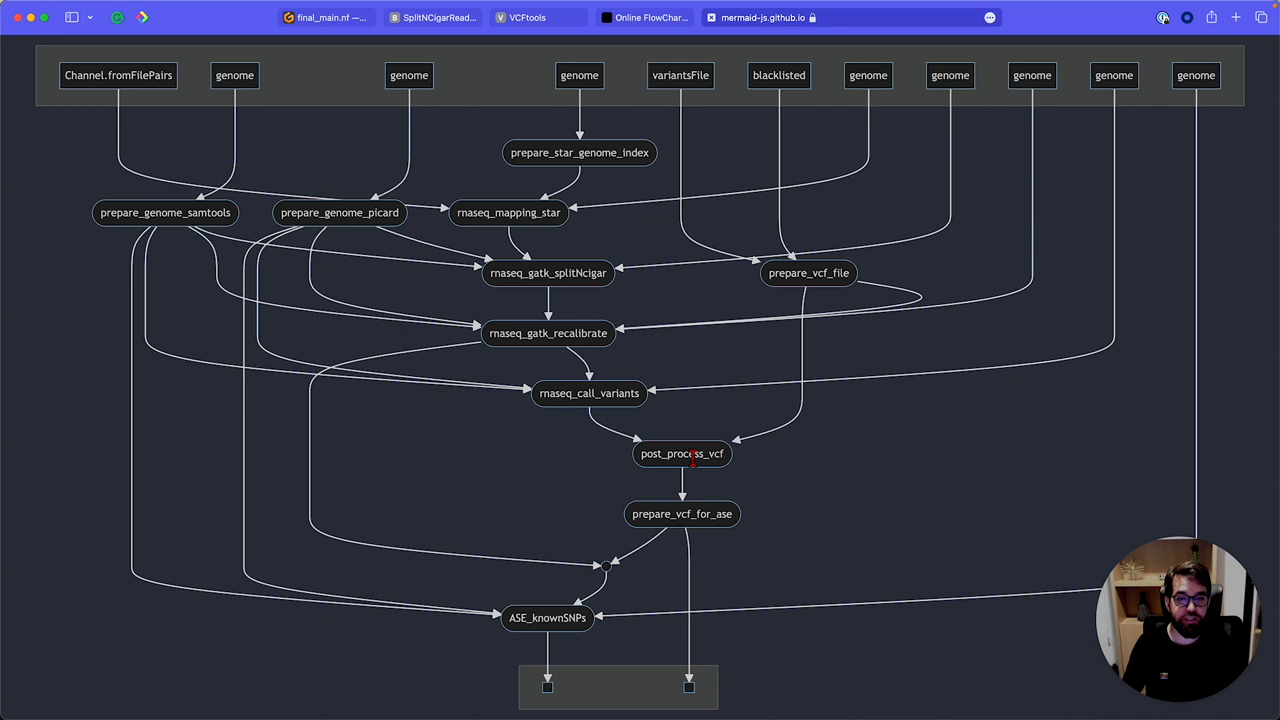 final_main.nf —...
SplitNCigarRead...
VCFtools
Online FlowChar...
mermaid-js.github.io
Channel.fromFilePairs
genome
genome
genome
variantsFile
blacklisted
genome
genome
genome
genome
genome
prepare_star_genome_index
prepare_genome_samtools
prepare_genome_picard
rnaseq_mapping_star
rnaseq_gatk_splitNcigar
prepare_vcf_file
rnaseq_gatk_recalibrate
rnaseq_call_variants
post_process_vcf
prepare_vcf_for_ase
ASE_knownSNPs